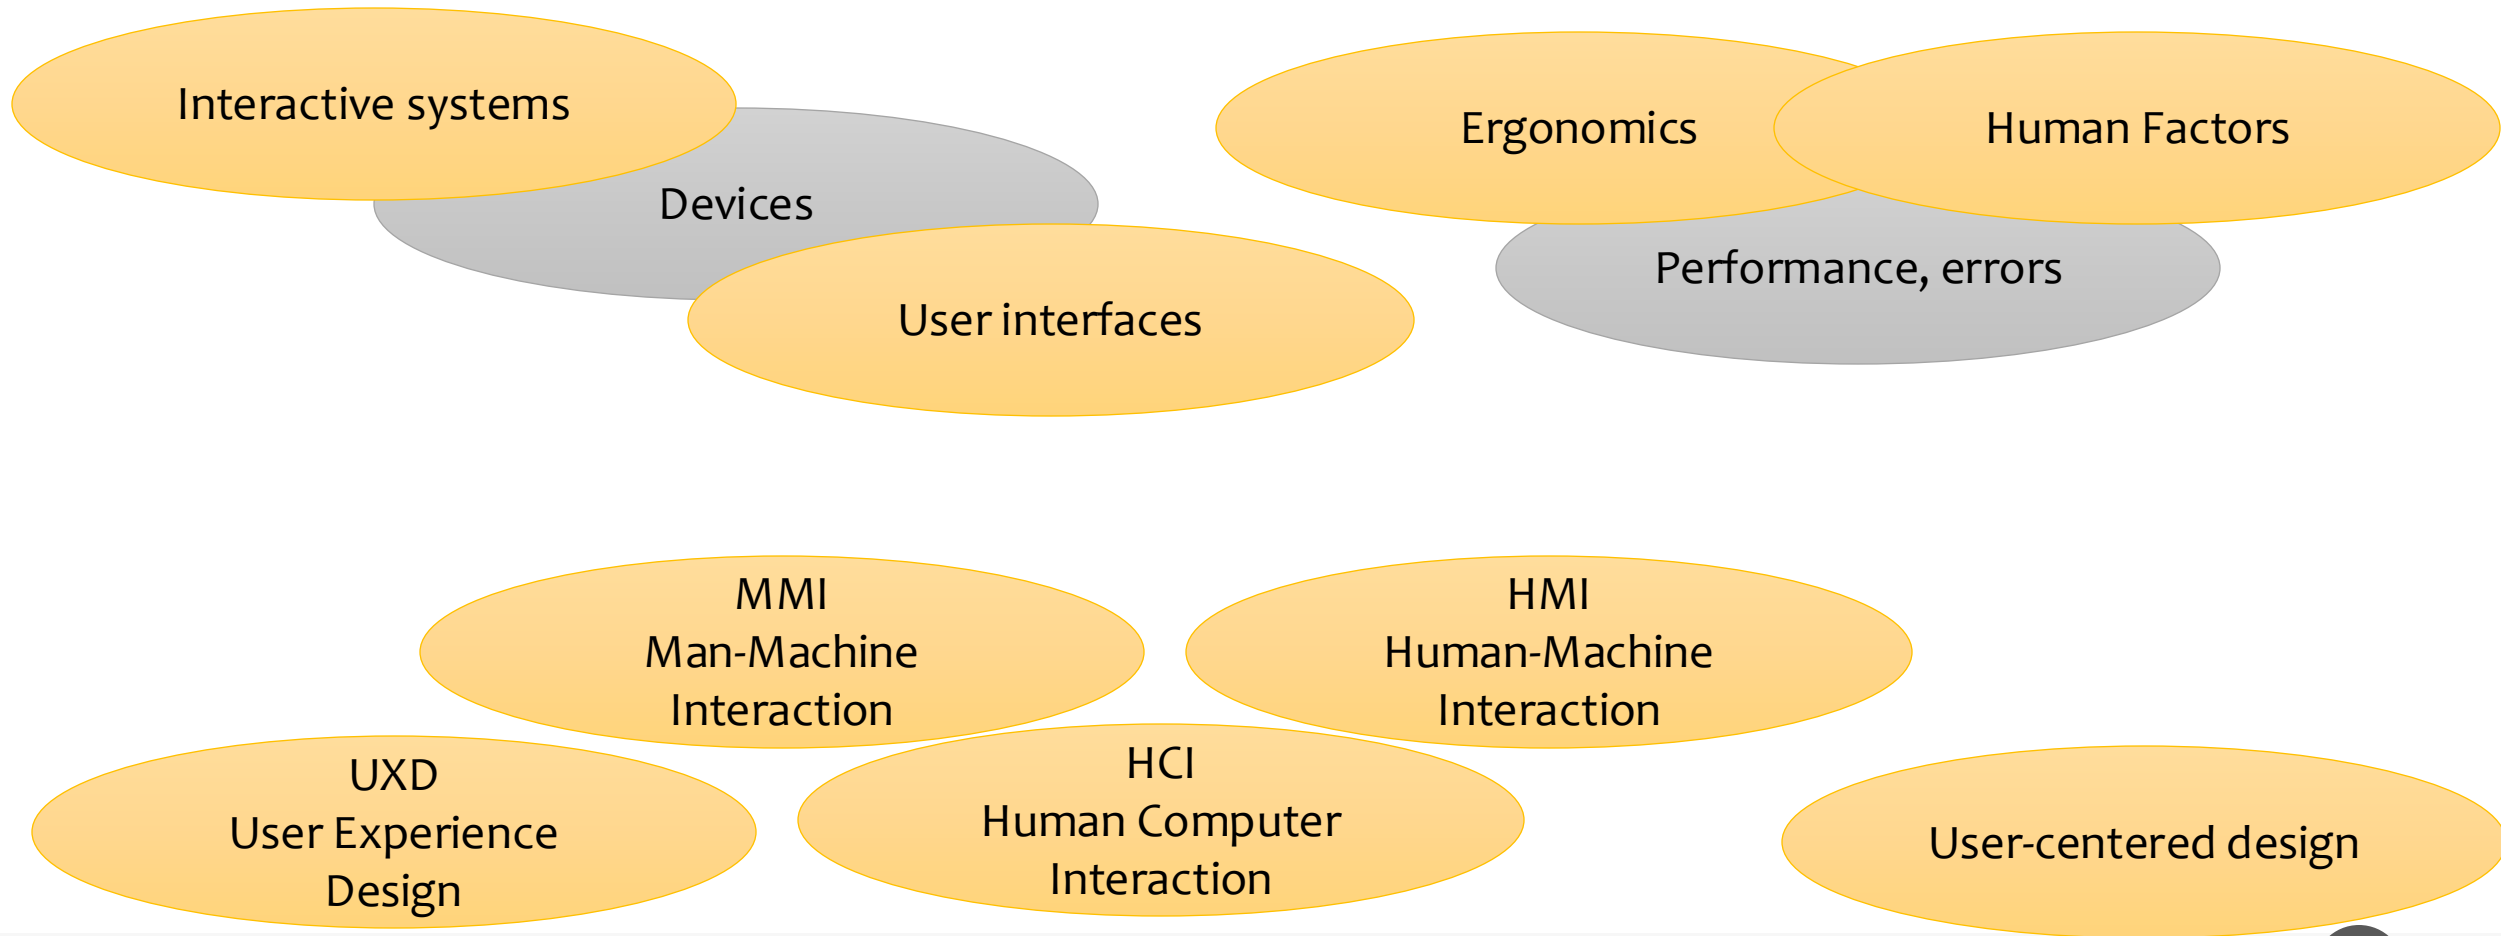 Interactive systems
Devices
User interfaces
Ergonomics
Human Factors
Performance, errors
MMI
Man-Machine
Interaction
HMI
Human-Machine
Interaction
UXD
User Experience
Design
HCI
Human Computer
Interaction
User-centered design